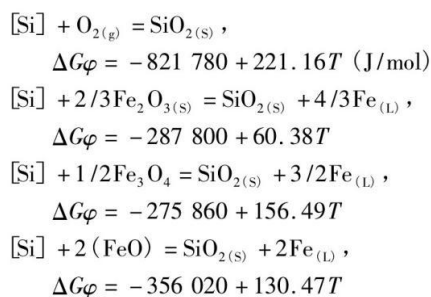 [Si] + O₂₍g₎ = SiO₂₍S₎,
ΔGφ = −821 780 + 221.16T (J/mol)
[Si] + 2/3Fe₂O₃₍S₎ = SiO₂₍S₎ + 4/3Fe₍L₎,
ΔGφ = −287 800 + 60.38T
[Si] + 1/2Fe₃O₄ = SiO₂₍S₎ + 3/2Fe₍L₎,
ΔGφ = −275 860 + 156.49T
[Si] + 2(FeO) = SiO₂₍S₎ + 2Fe₍L₎,
ΔGφ = −356 020 + 130.47T